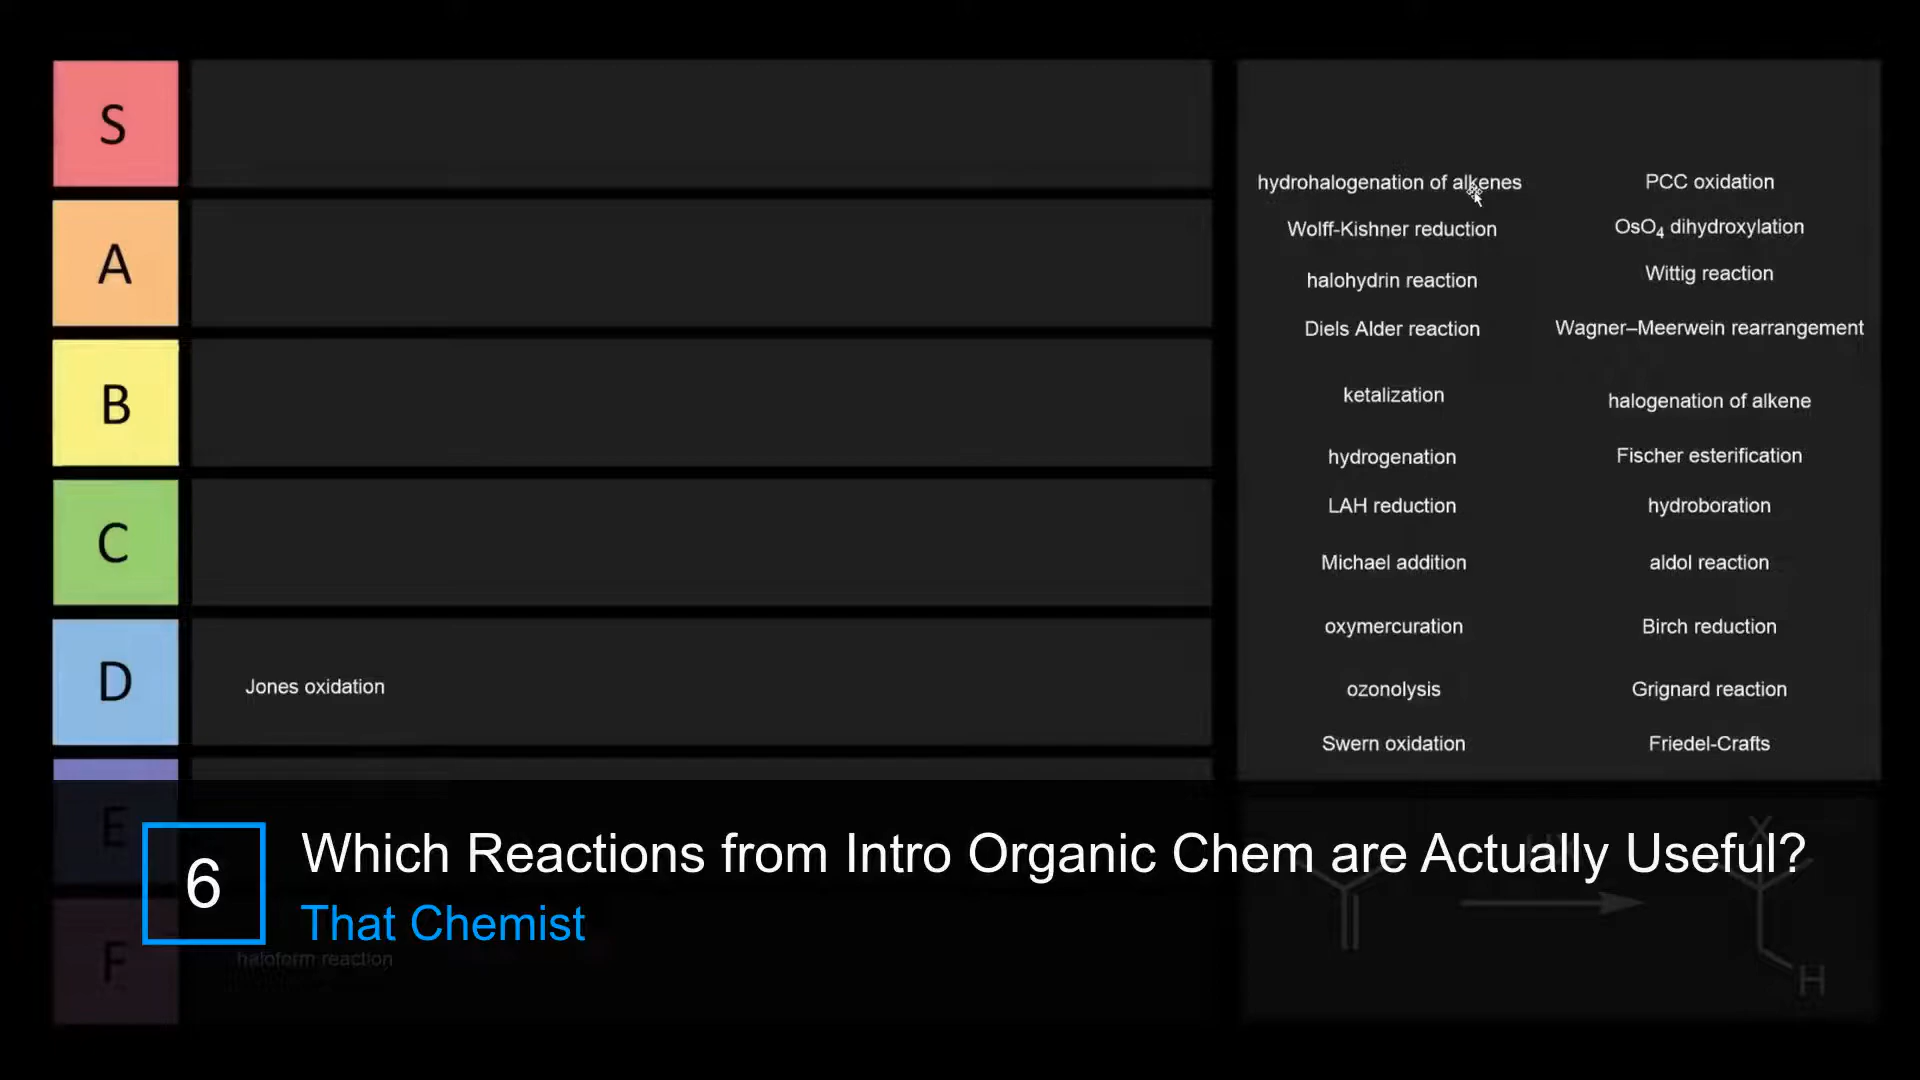 S
A
B
C
D
E
F
hydrohalogenation of alkenes
PCC oxidation
Wolff-Kishner reduction
OsO₄ dihydroxylation
halohydrin reaction
Wittig reaction
Diels Alder reaction
Wagner–Meerwein rearrangement
ketalization
halogenation of alkene
hydrogenation
Fischer esterification
LAH reduction
hydroboration
Michael addition
aldol reaction
oxymercuration
Birch reduction
ozonolysis
Grignard reaction
Swern oxidation
Friedel-Crafts
Jones oxidation
haloform reaction
6
Which Reactions from Intro Organic Chem are Actually Useful?
That Chemist
X
H